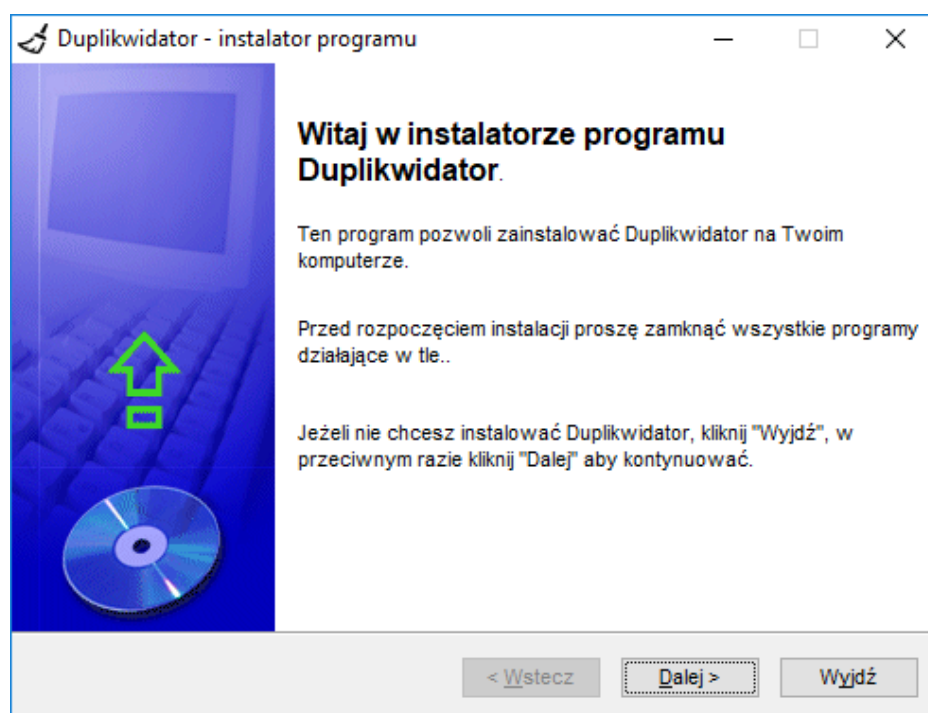 Duplikwidator - instalator programu
Witaj w instalatorze programu
Duplikwidator.
Ten program pozwoli zainstalować Duplikwidator na Twoim
komputerze.
Przed rozpoczęciem instalacji proszę zamknąć wszystkie programy
działające w tle..
Jeżeli nie chcesz instalować Duplikwidator, kliknij "Wyjdź", w
przeciwnym razie kliknij "Dalej" aby kontynuować.
< Wstecz
Dalej >
Wyjdź